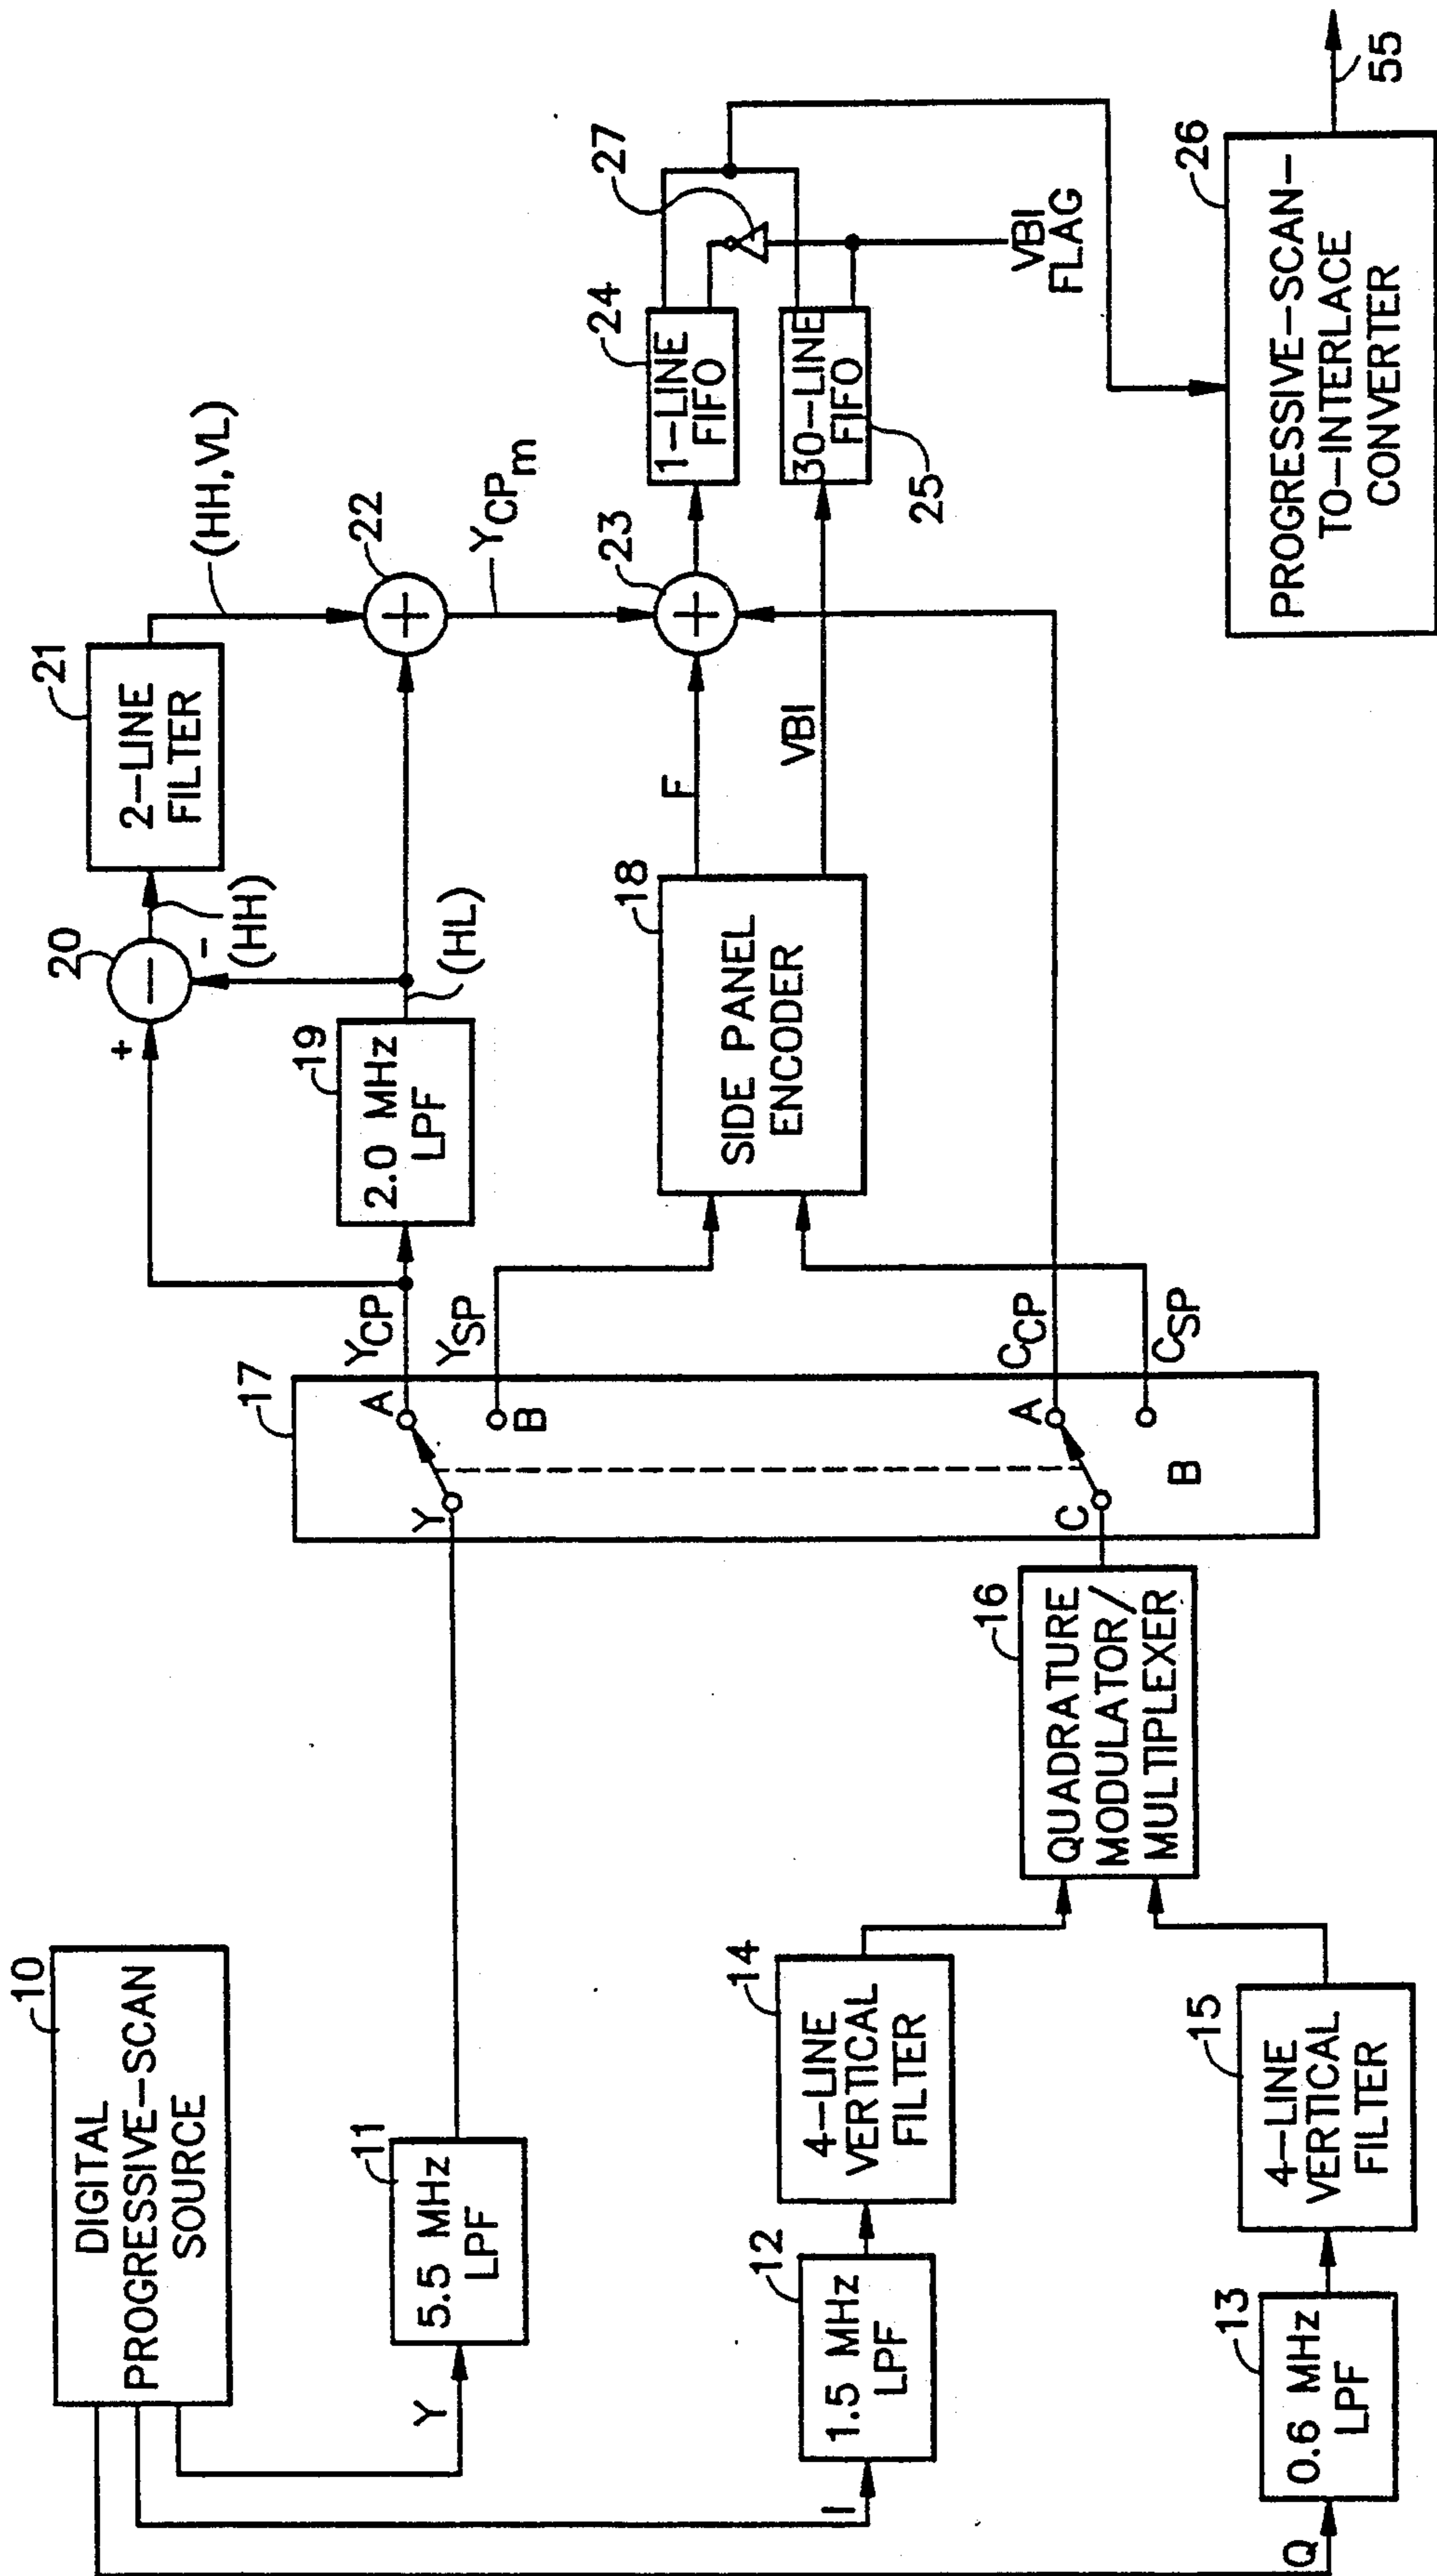 10
DIGITAL
PROGRESSIVE-SCAN
SOURCE
Y
I
Q
11
5.5 MHz
LPF
12
1.5 MHz
LPF
13
0.6 MHz
LPF
14
4-LINE
VERTICAL
FILTER
15
4-LINE
VERTICAL
FILTER
16
QUADRATURE
MODULATOR/
MULTIPLEXER
17
Y
A
B
C
A
B
YCP
YSP
CCP
CSP
+
20
−
−
(HH)
19
2.0 MHz
LPF
(HL)
21
2-LINE
FILTER
(HH,VL)
22
+
YCPm
18
SIDE PANEL
ENCODER
F
VBI
23
+
24
1-LINE
FIFO
30-LINE
FIFO
25
27
VBI
FLAG
26
PROGRESSIVE-SCAN-
TO-INTERLACE
CONVERTER
55